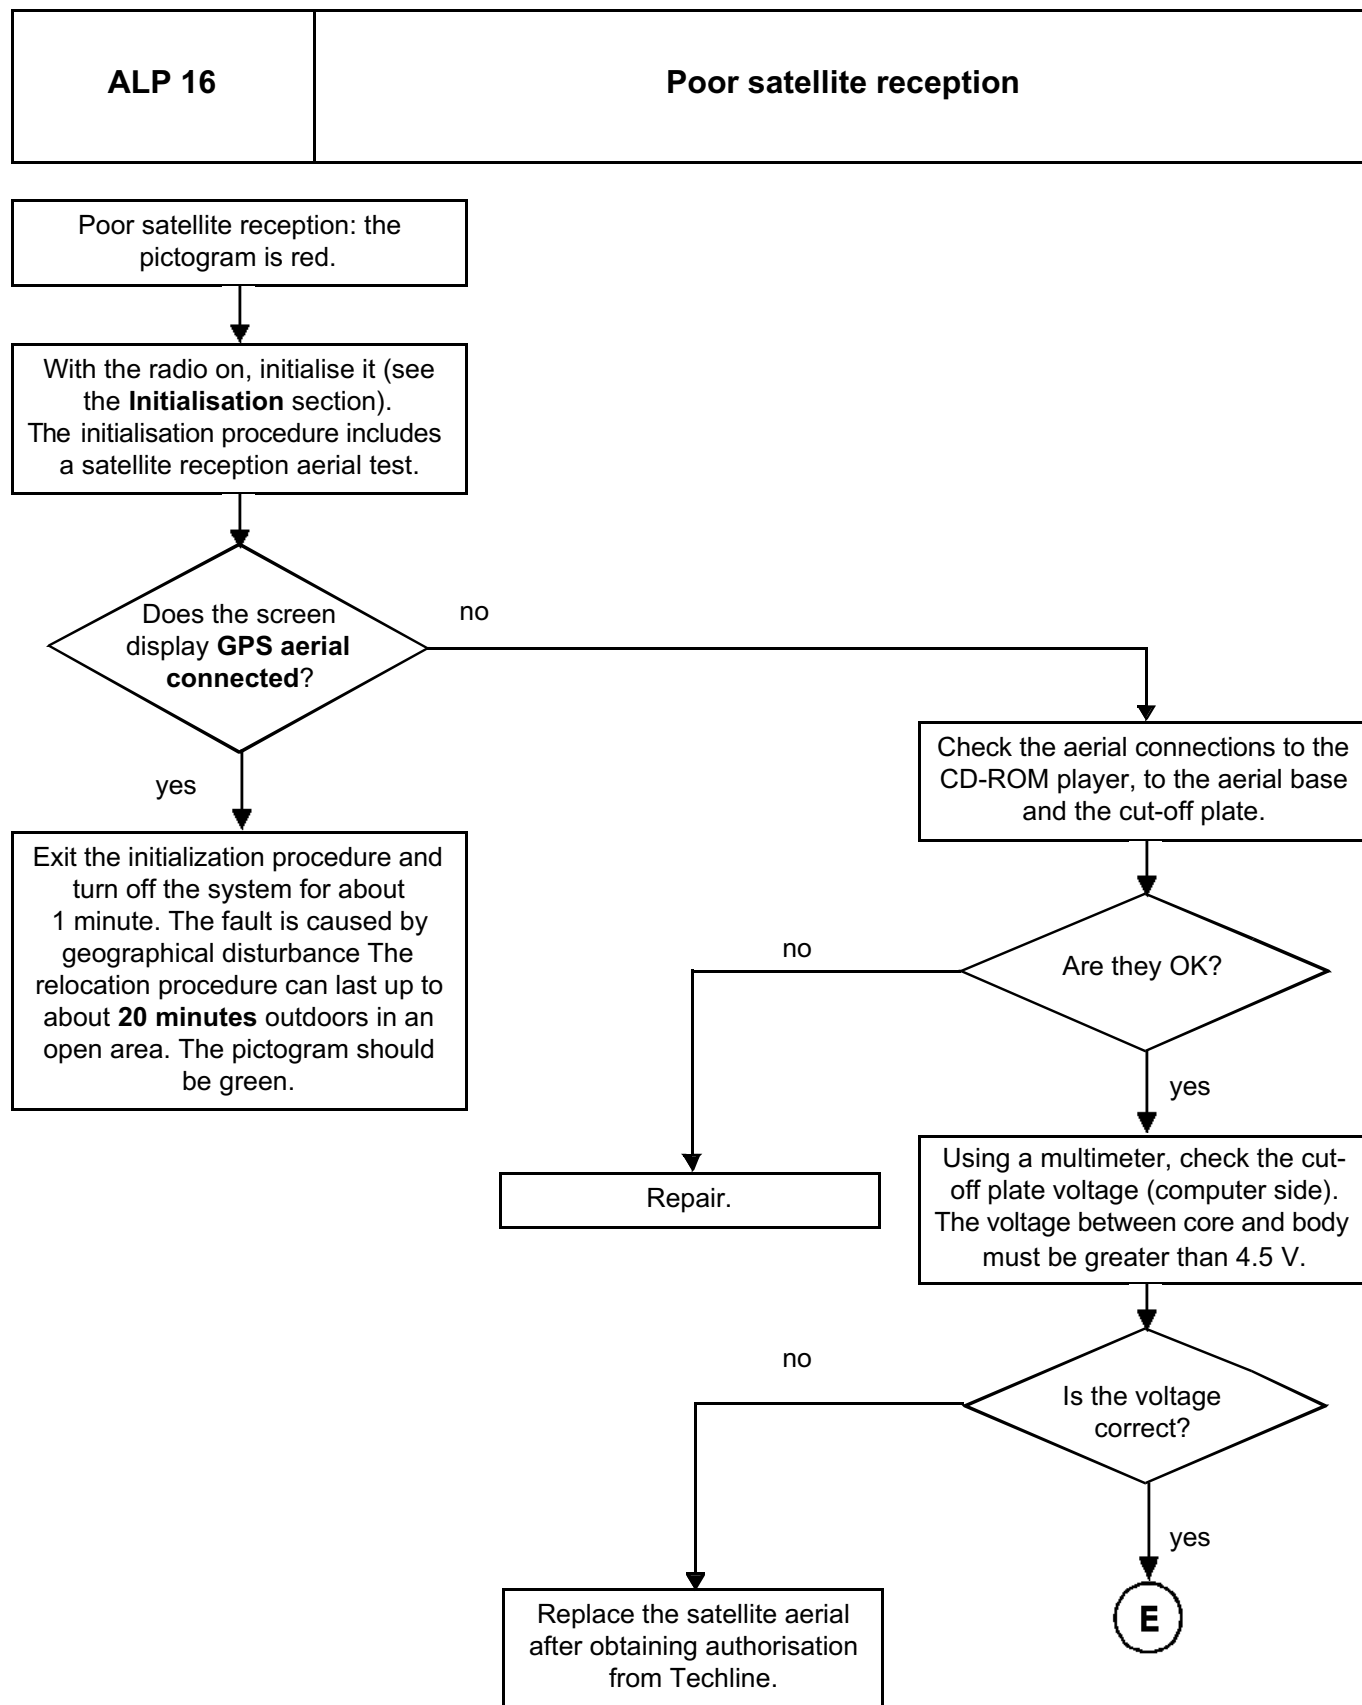 ALP 16
Poor satellite reception
Poor satellite reception: the
pictogram is red.
With the radio on, initialise it (see
the Initialisation section).
The initialisation procedure includes
a satellite reception aerial test.
Does the screen
display GPS aerial
connected?
no
yes
Exit the initialization procedure and
turn off the system for about
1 minute. The fault is caused by
geographical disturbance The
relocation procedure can last up to
about 20 minutes outdoors in an
open area. The pictogram should
be green.
Check the aerial connections to the
CD-ROM player, to the aerial base
and the cut-off plate.
Are they OK?
no
yes
Repair.
Using a multimeter, check the cut-
off plate voltage (computer side).
The voltage between core and body
must be greater than 4.5 V.
Is the voltage
correct?
no
yes
Replace the satellite aerial
after obtaining authorisation
from Techline.
E